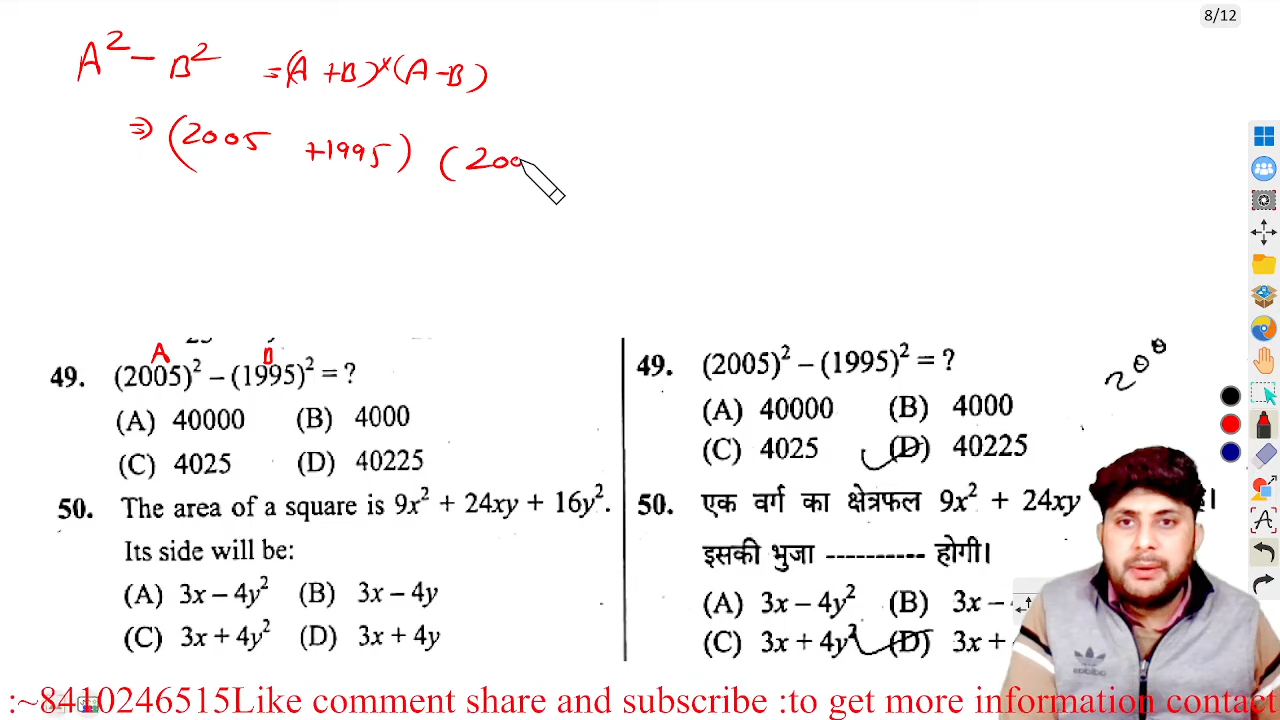 8/12
A² − B² = (A + B) × (A − B)
⇒ (2005 + 1995) (200
A B
49. (2005)² – (1995)² = ?
(A) 40000 (B) 4000
(C) 4025 (D) 40225
50. The area of a square is 9x² + 24xy + 16y².
Its side will be:
(A) 3x – 4y² (B) 3x – 4y
(C) 3x + 4y² (D) 3x + 4y
49. (2005)² – (1995)² = ?
(A) 40000 (B) 4000
(C) 4025 (D) 40225
200
50. एक वर्ग का क्षेत्रफल 9x² + 24xy
इसकी भुजा ---------- होगी।
(A) 3x – 4y² (B) 3x –
(C) 3x + 4y² (D) 3x +
:~8410246515Like comment share and subscribe :to get more information contact